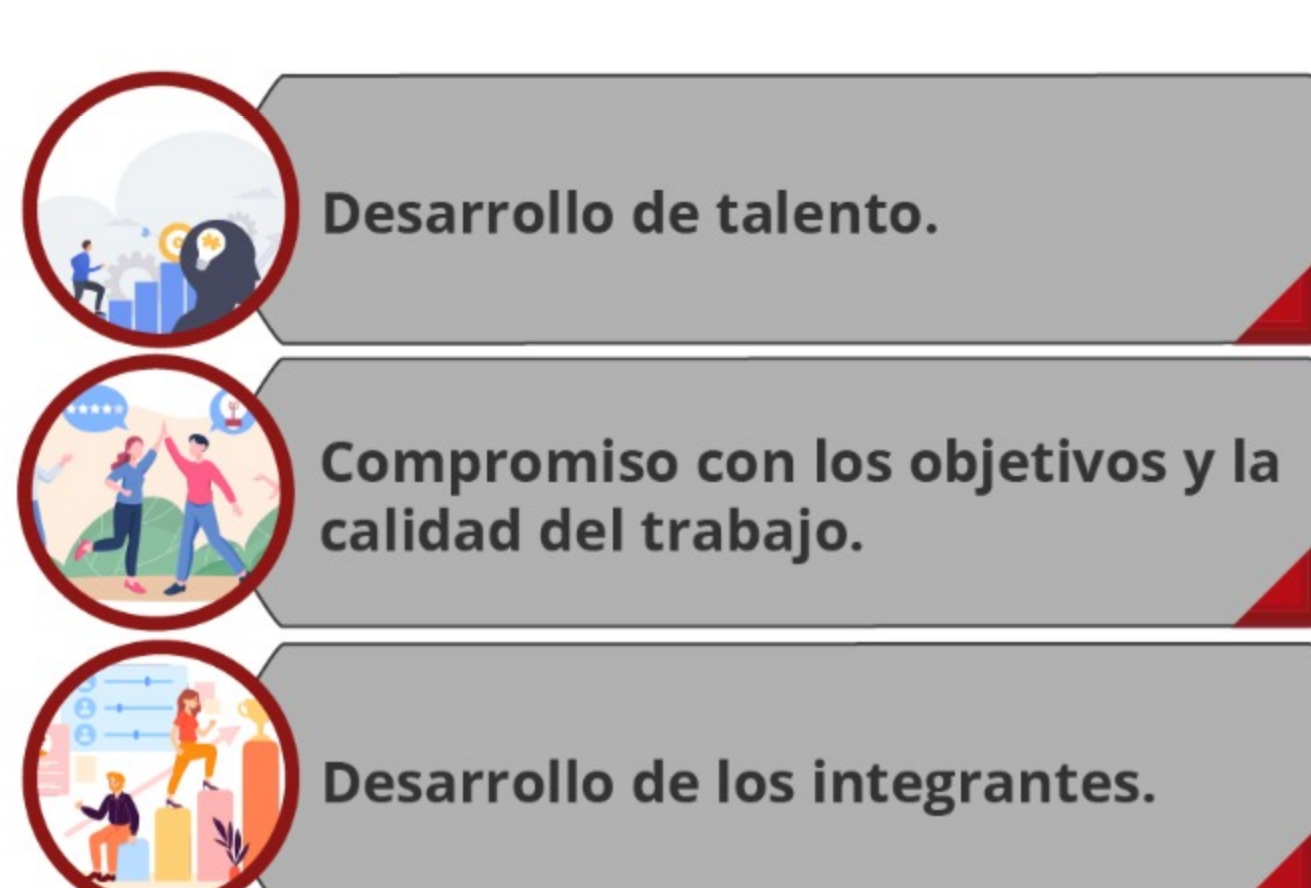 Desarrollo de talento.
Compromiso con los objetivos y la
calidad del trabajo.
Desarrollo de los integrantes.